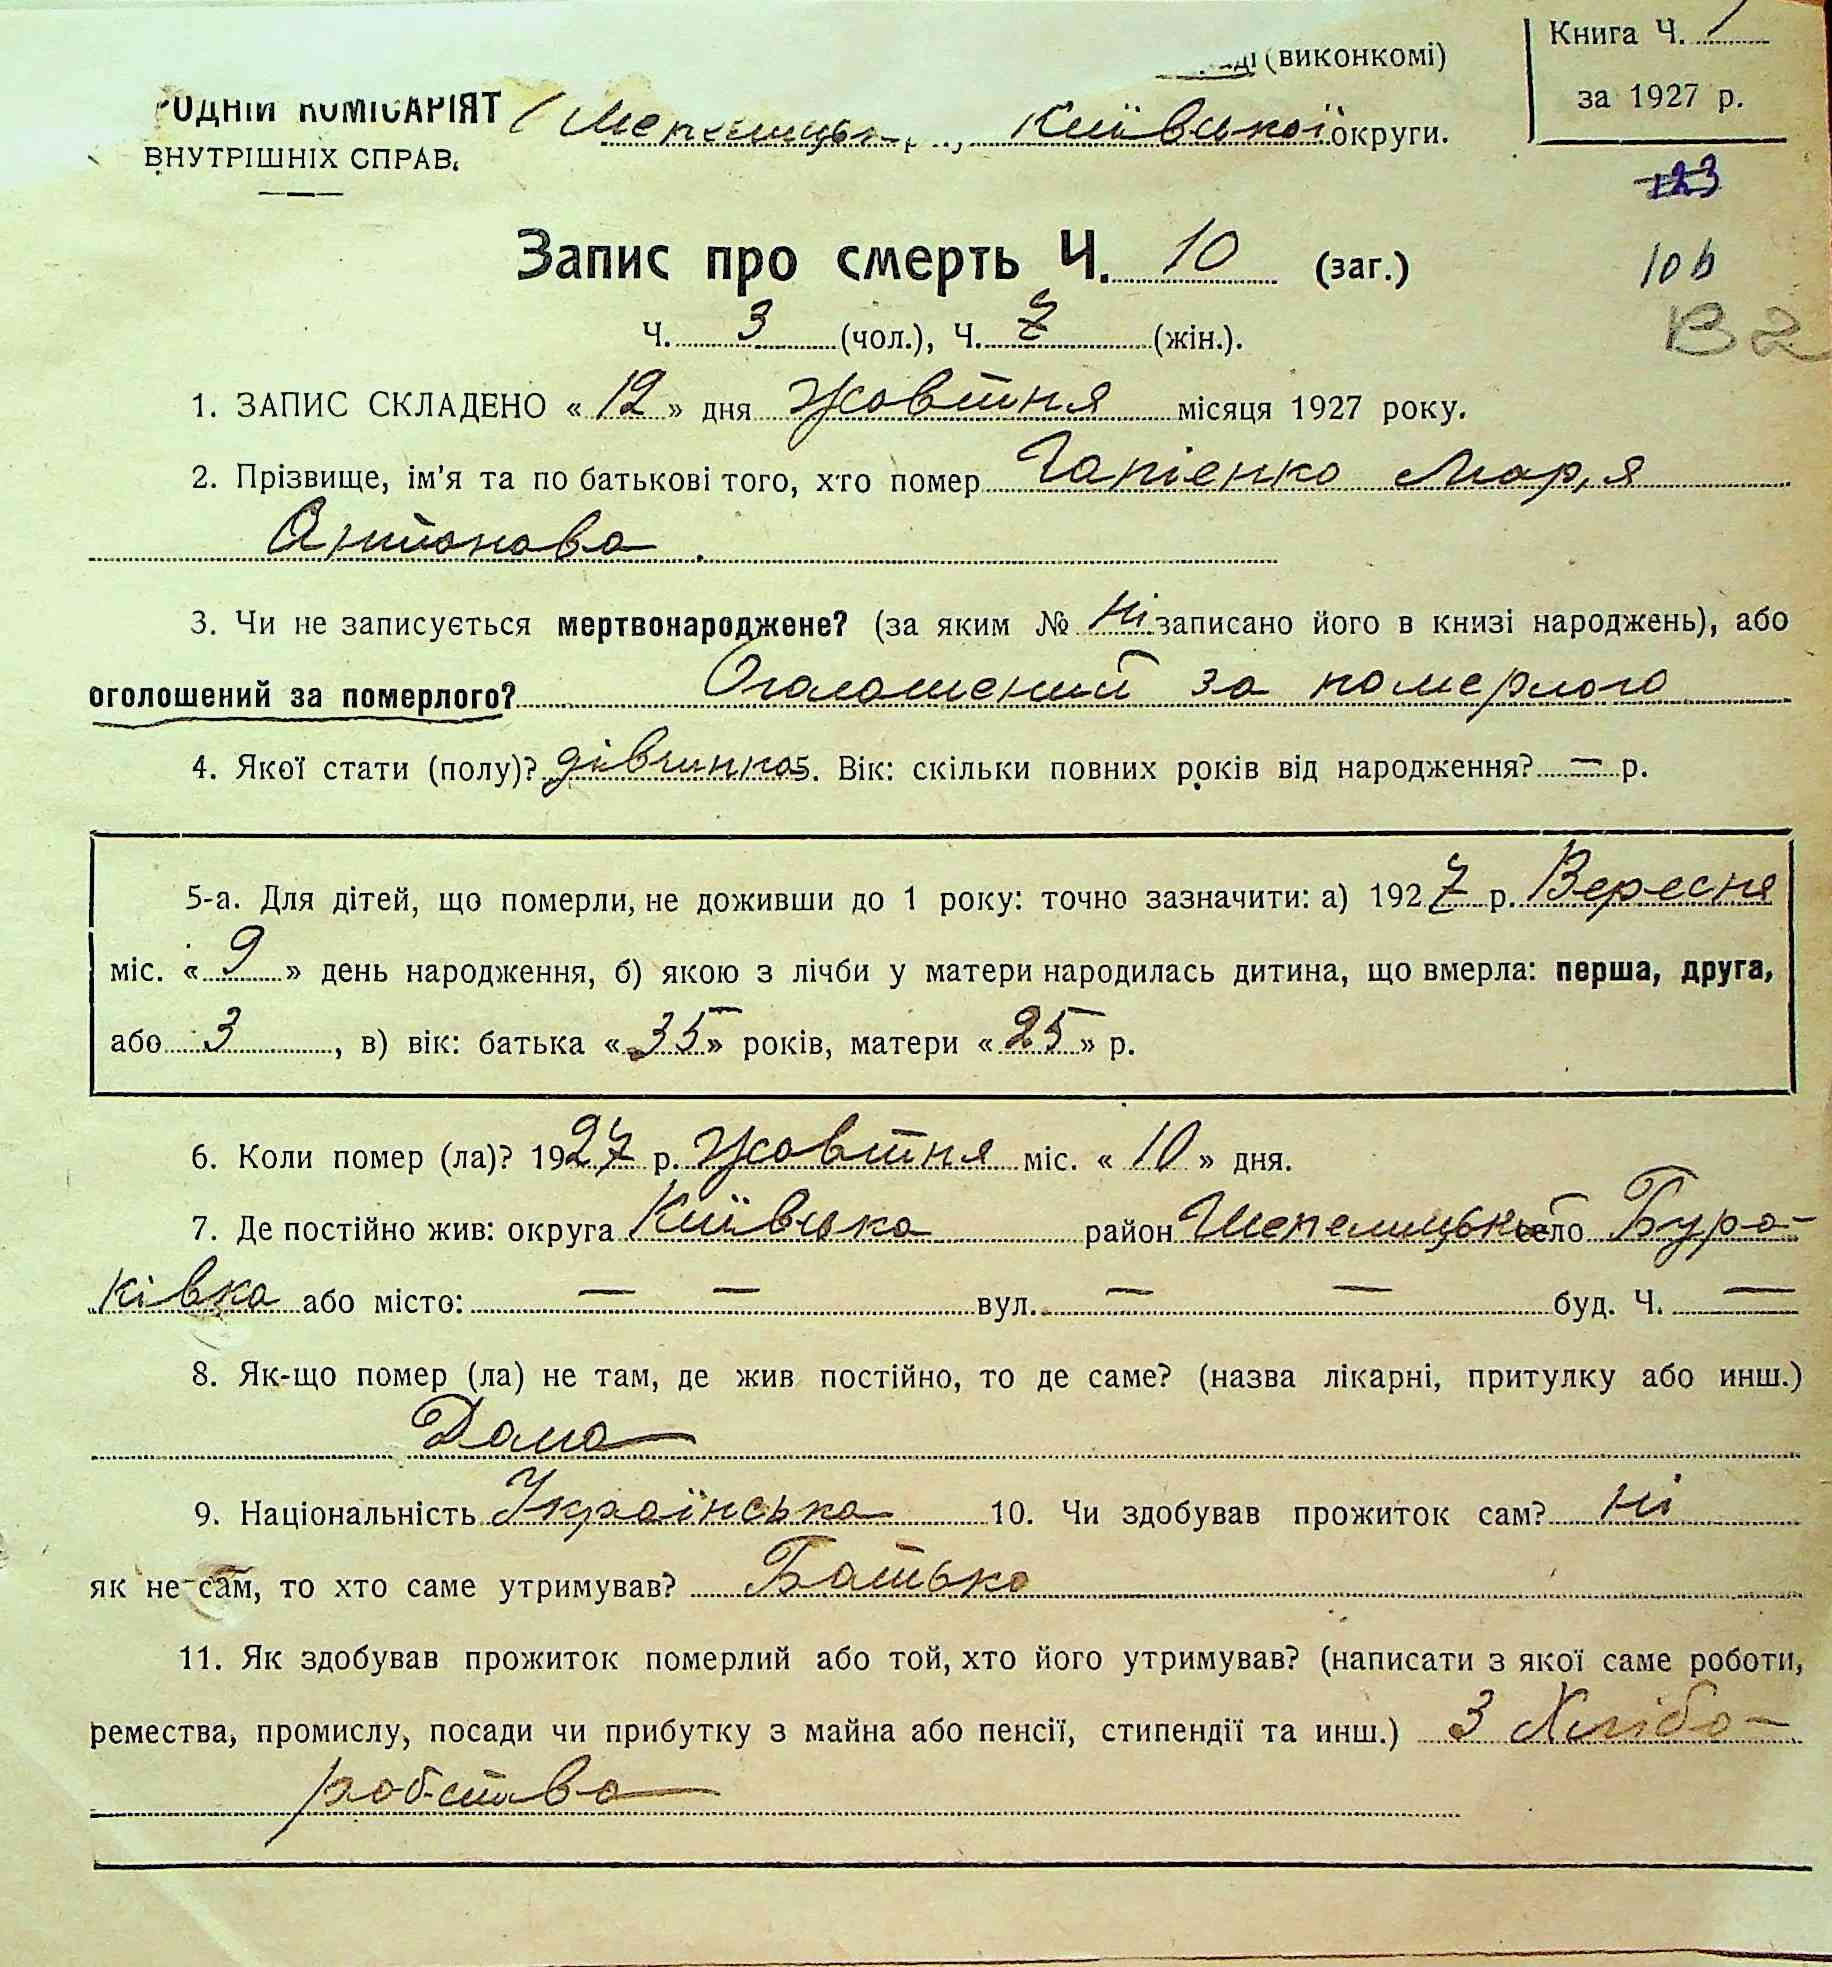 Книга Ч. 1
(виконкомі)
за 1927 р.
РОДНІЙ КОМІСАРІЯТ
Київської округи.
ВНУТРІШНІХ СПРАВ.
123
Запис про смерть Ч. 10 (заг.)
106
Ч. 3 (чол.), Ч. 7 (жін.).
В 2
1. ЗАПИС СКЛАДЕНО « 12 » дня Жовтня місяця 1927 року.
2. Прізвище, ім'я та по батькові того, хто помер Гапієнко Мар,я
Антонова.
3. Чи не записується мертвонароджене? (за яким № Ні записано його в книзі народжень), або
оголошений за померлого? Оголошений за померлого
4. Якої стати (полу)? дівчинка 5. Вік: скільки повних років від народження? — р.
5-а. Для дітей, що померли, не доживши до 1 року: точно зазначити: а) 1927 р. Вересня
міс. « 9 » день народження, б) якою з лічби у матери народилась дитина, що вмерла: перша, друга,
або 3, в) вік: батька « 35 » років, матери « 25 » р.
6. Коли помер (ла)? 1927 р. Жовтня міс. « 10 » дня.
7. Де постійно жив: округа Київська район Шепелицьк село Бура-
ківка або місто: — — вул. — — буд. Ч. —
8. Як-що помер (ла) не там, де жив постійно, то де саме? (назва лікарні, притулку або инш.)
Дома
9. Національність Українська 10. Чи здобував прожиток сам? Ні
як не сам, то хто саме утримував? Батько
11. Як здобував прожиток померлий або той, хто його утримував? (написати з якої саме роботи,
ремества, промислу, посади чи прибутку з майна або пенсії, стипендії та инш.) З Хлібо-
робства